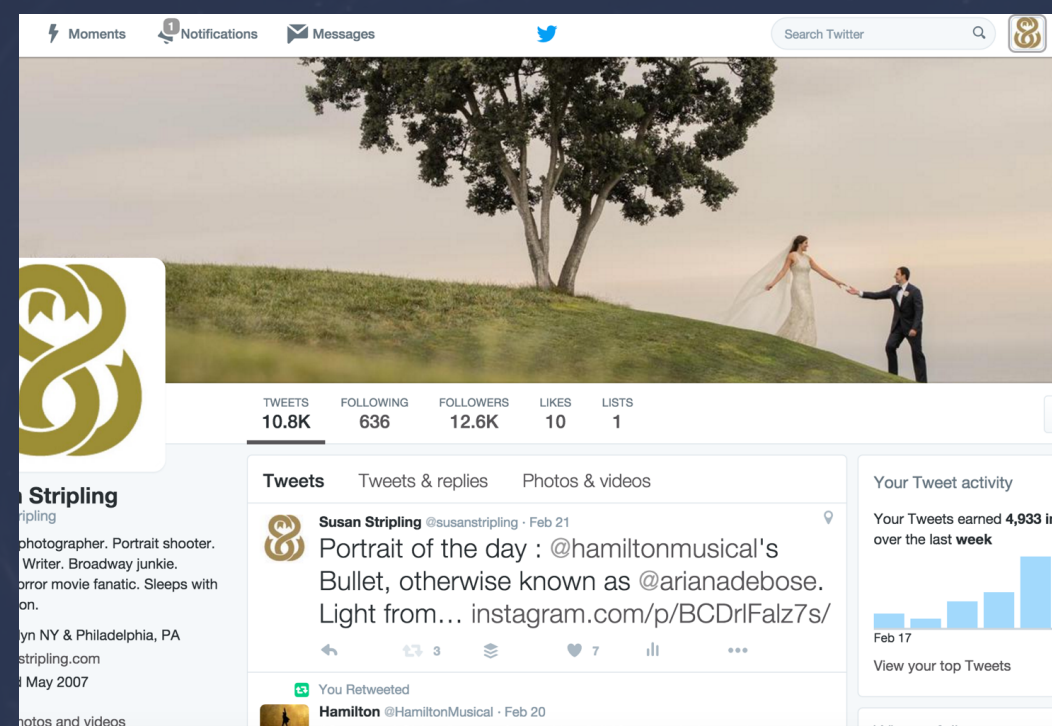 Moments
1
Notifications
Messages
Search Twitter
TWEETS FOLLOWING FOLLOWERS LIKES LISTS
10.8K 636 12.6K 10 1
Stripling
ripling
photographer. Portrait shooter.
Writer. Broadway junkie.
orror movie fanatic. Sleeps with
on.
lyn NY & Philadelphia, PA
stripling.com
May 2007
hotos and videos
Tweets Tweets & replies Photos & videos
Susan Stripling @susanstripling · Feb 21
Portrait of the day : @hamiltonmusical's
Bullet, otherwise known as @arianadebose.
Light from... instagram.com/p/BCDrlFalz7s/
3 7
You Retweeted
Hamilton @HamiltonMusical · Feb 20
Your Tweet activity
Your Tweets earned 4,933 i
over the last week
Feb 17
View your top Tweets